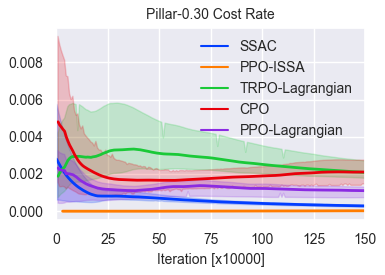 Pillar-0.30 Cost Rate
0.008
0.006
0.004
0.002
0.000
SSAC
PPO-ISSA
TRPO-Lagrangian
CPO
PPO-Lagrangian
0 25 50 75 100 125 150
Iteration [x10000]